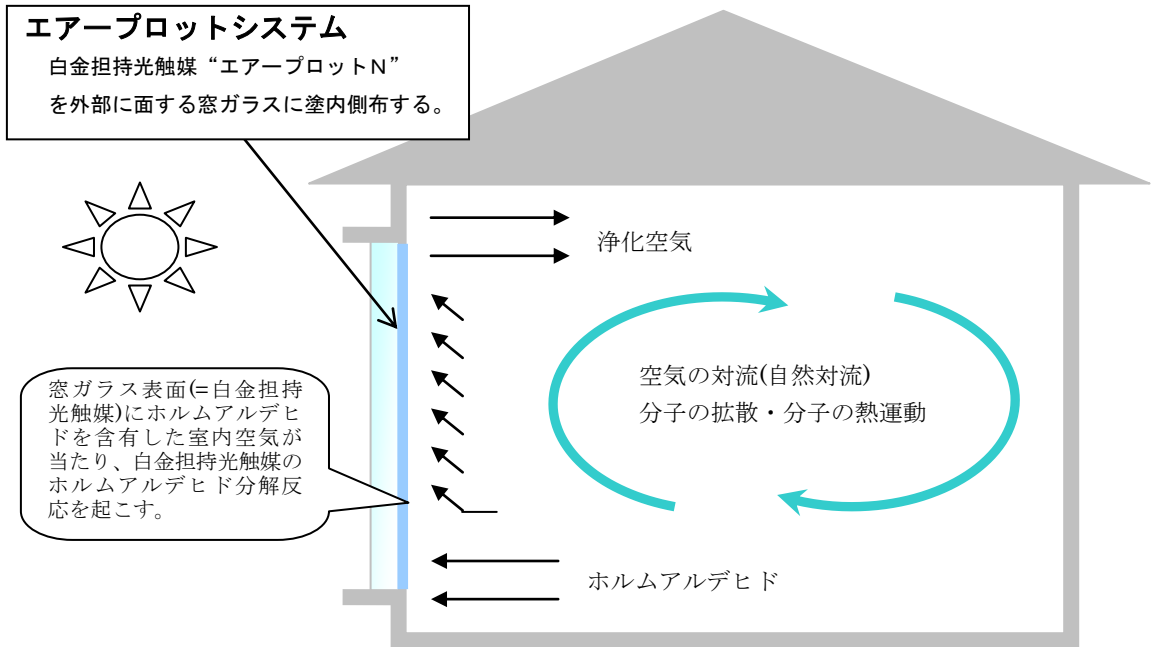 エアープロットシステム
白金担持光触媒“エアープロットＮ”
を外部に面する窓ガラスに塗内側布する。
浄化空気
空気の対流(自然対流)
分子の拡散・分子の熱運動
窓ガラス表面(=白金担持
光触媒)にホルムアルデヒ
ドを含有した室内空気が
当たり、白金担持光触媒の
ホルムアルデヒド分解反
応を起こす。
ホルムアルデヒド